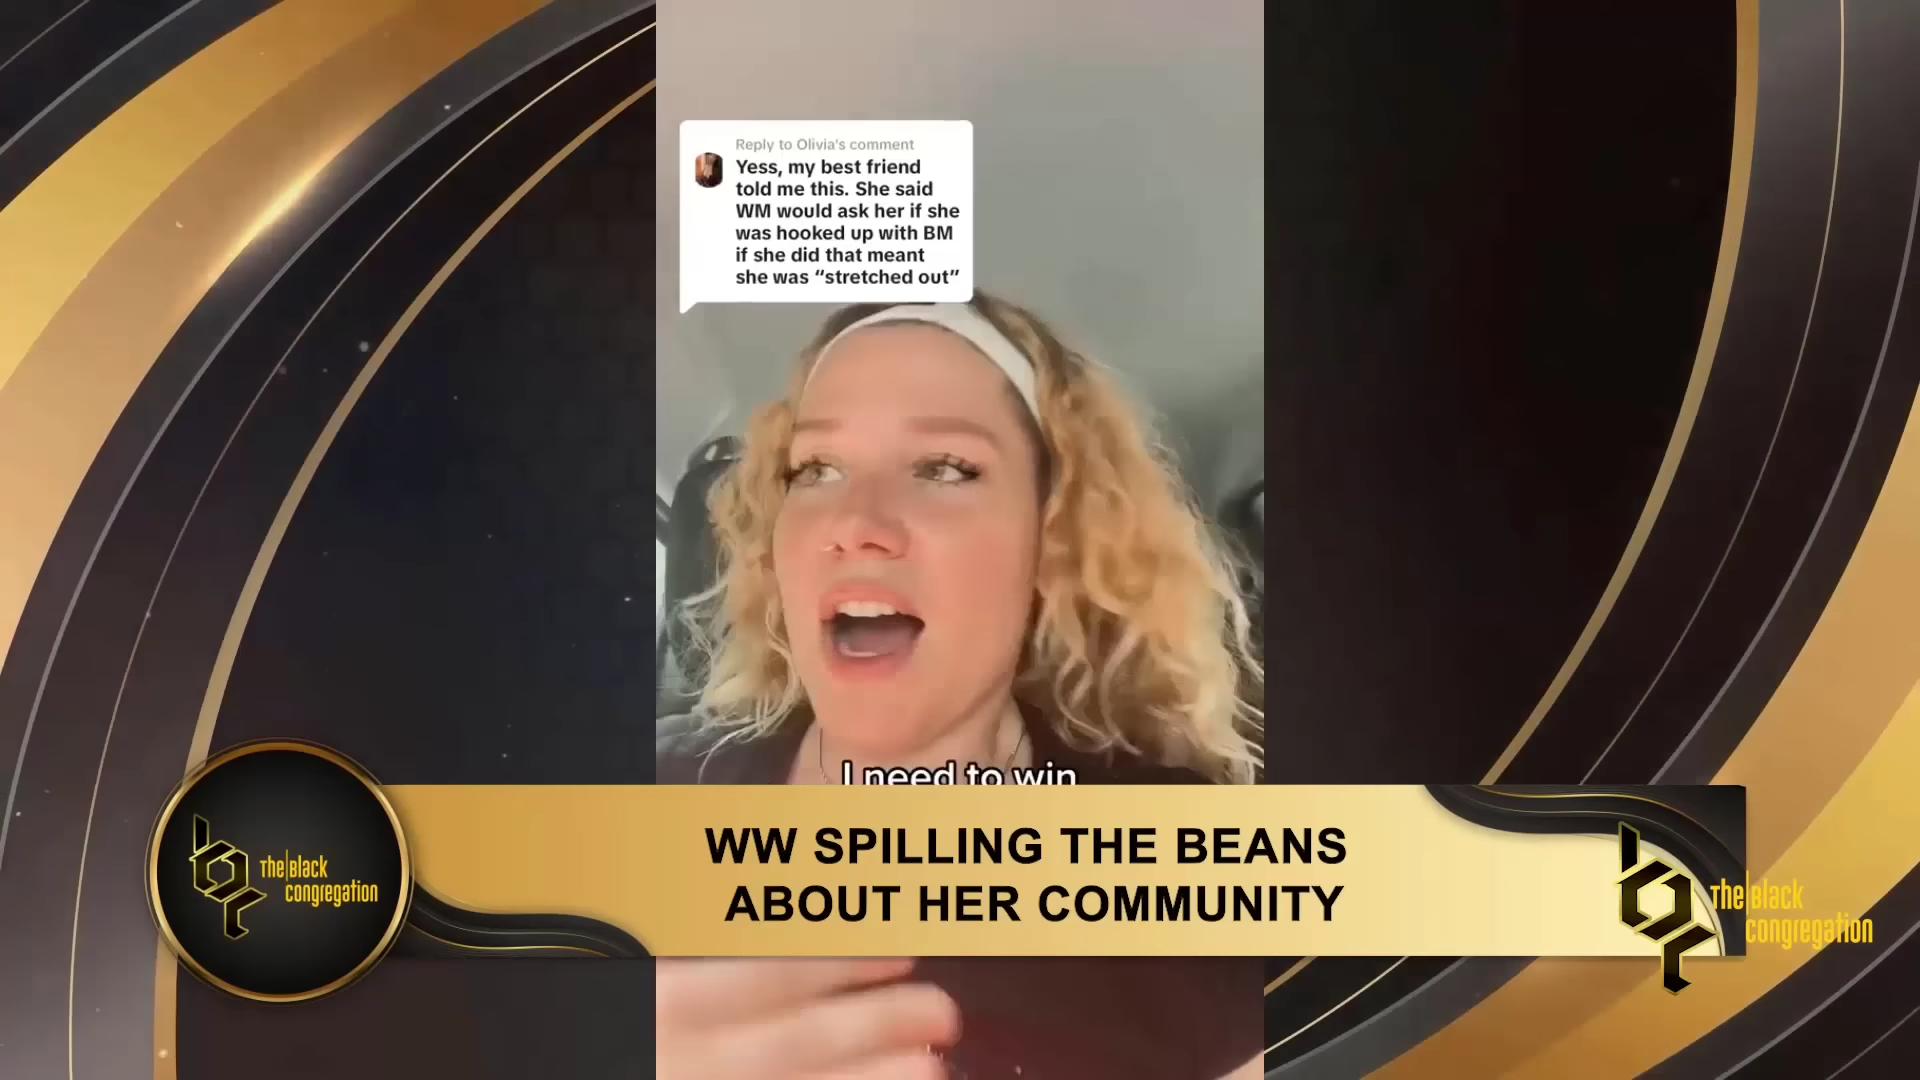 Reply to Olivia's comment
Yess, my best friend
told me this. She said
WM would ask her if she
was hooked up with BM
if she did that meant
she was “stretched out”
I need to win
WW SPILLING THE BEANS
ABOUT HER COMMUNITY
The Black
congregation
The Black
congregation